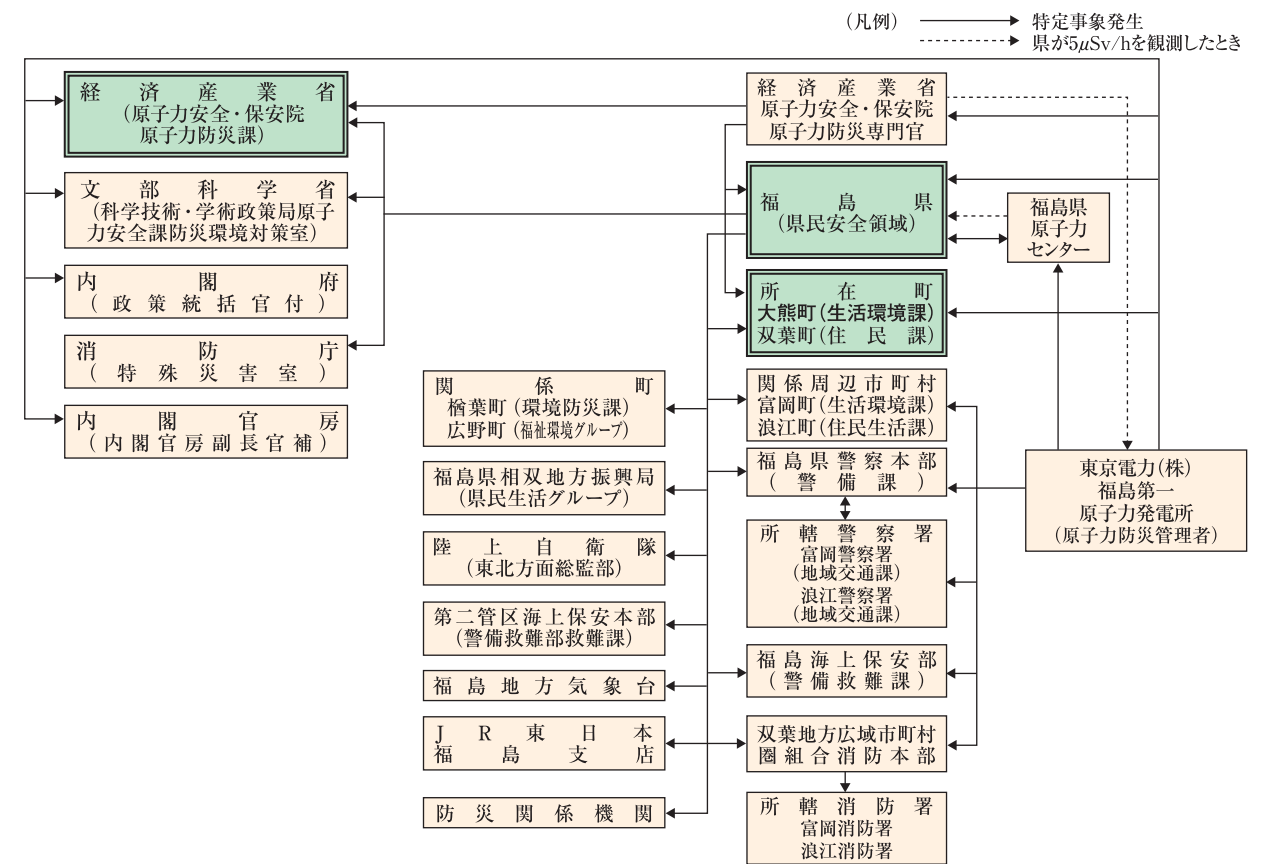 （凡例）
特定事象発生
県が5μSv/hを観測したとき
経済産業省
（原子力安全・保安院
原子力防災課）
文部科学省
（科学技術・学術政策局原子
力安全課防災環境対策室）
内閣府
（政策統括官付）
消防庁
（特殊災害室）
内閣官房
（内閣官房副長官補）
経済産業省
原子力安全・保安院
原子力防災専門官
福島県
（県民安全領域）
所在町
大熊町（生活環境課）
双葉町（住民課）
福島県
原子力
センター
関係町
楢葉町（環境防災課）
広野町（福祉環境グループ）
福島県相双地方振興局
（県民生活グループ）
陸上自衛隊
（東北方面総監部）
第二管区海上保安本部
（警備救難部救難課）
福島地方気象台
JR東日本
福島支店
防災関係機関
関係周辺市町村
富岡町（生活環境課）
浪江町（住民生活課）
福島県警察本部
（警備課）
所轄警察署
富岡警察署
（地域交通課）
浪江警察署
（地域交通課）
福島海上保安部
（警備救難課）
双葉地方広域市町村
圏組合消防本部
所轄消防署
富岡消防署
浪江消防署
東京電力（株）
福島第一
原子力発電所
（原子力防災管理者）